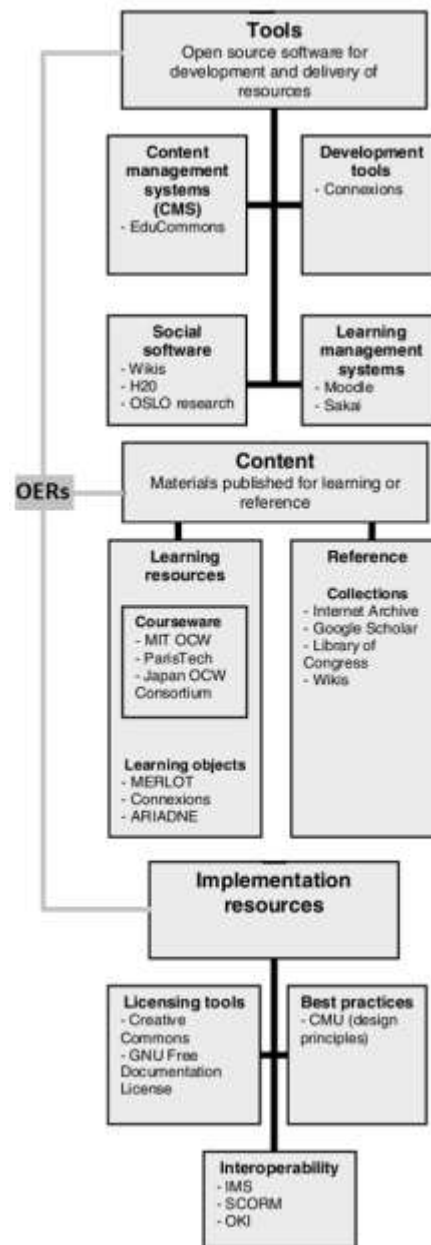 Tools
Open source software for
development and delivery of
resources
Content
management
systems
(CMS)
- EduCommons
Development
tools
- Connexions
Social
software
- Wikis
- H20
- OSLO research
Learning
management
systems
- Moodle
- Sakai
OERs
Content
Materials published for learning or
reference
Learning
resources
Courseware
- MIT OCW
- ParisTech
- Japan OCW
Consortium
Learning objects
- MERLOT
- Connexions
- ARIADNE
Reference
Collections
- Internet Archive
- Google Scholar
- Library of
Congress
- Wikis
Implementation
resources
Licensing tools
- Creative
Commons
- GNU Free
Documentation
License
Best practices
- CMU (design
principles)
Interoperability
- IMS
- SCORM
- OKI